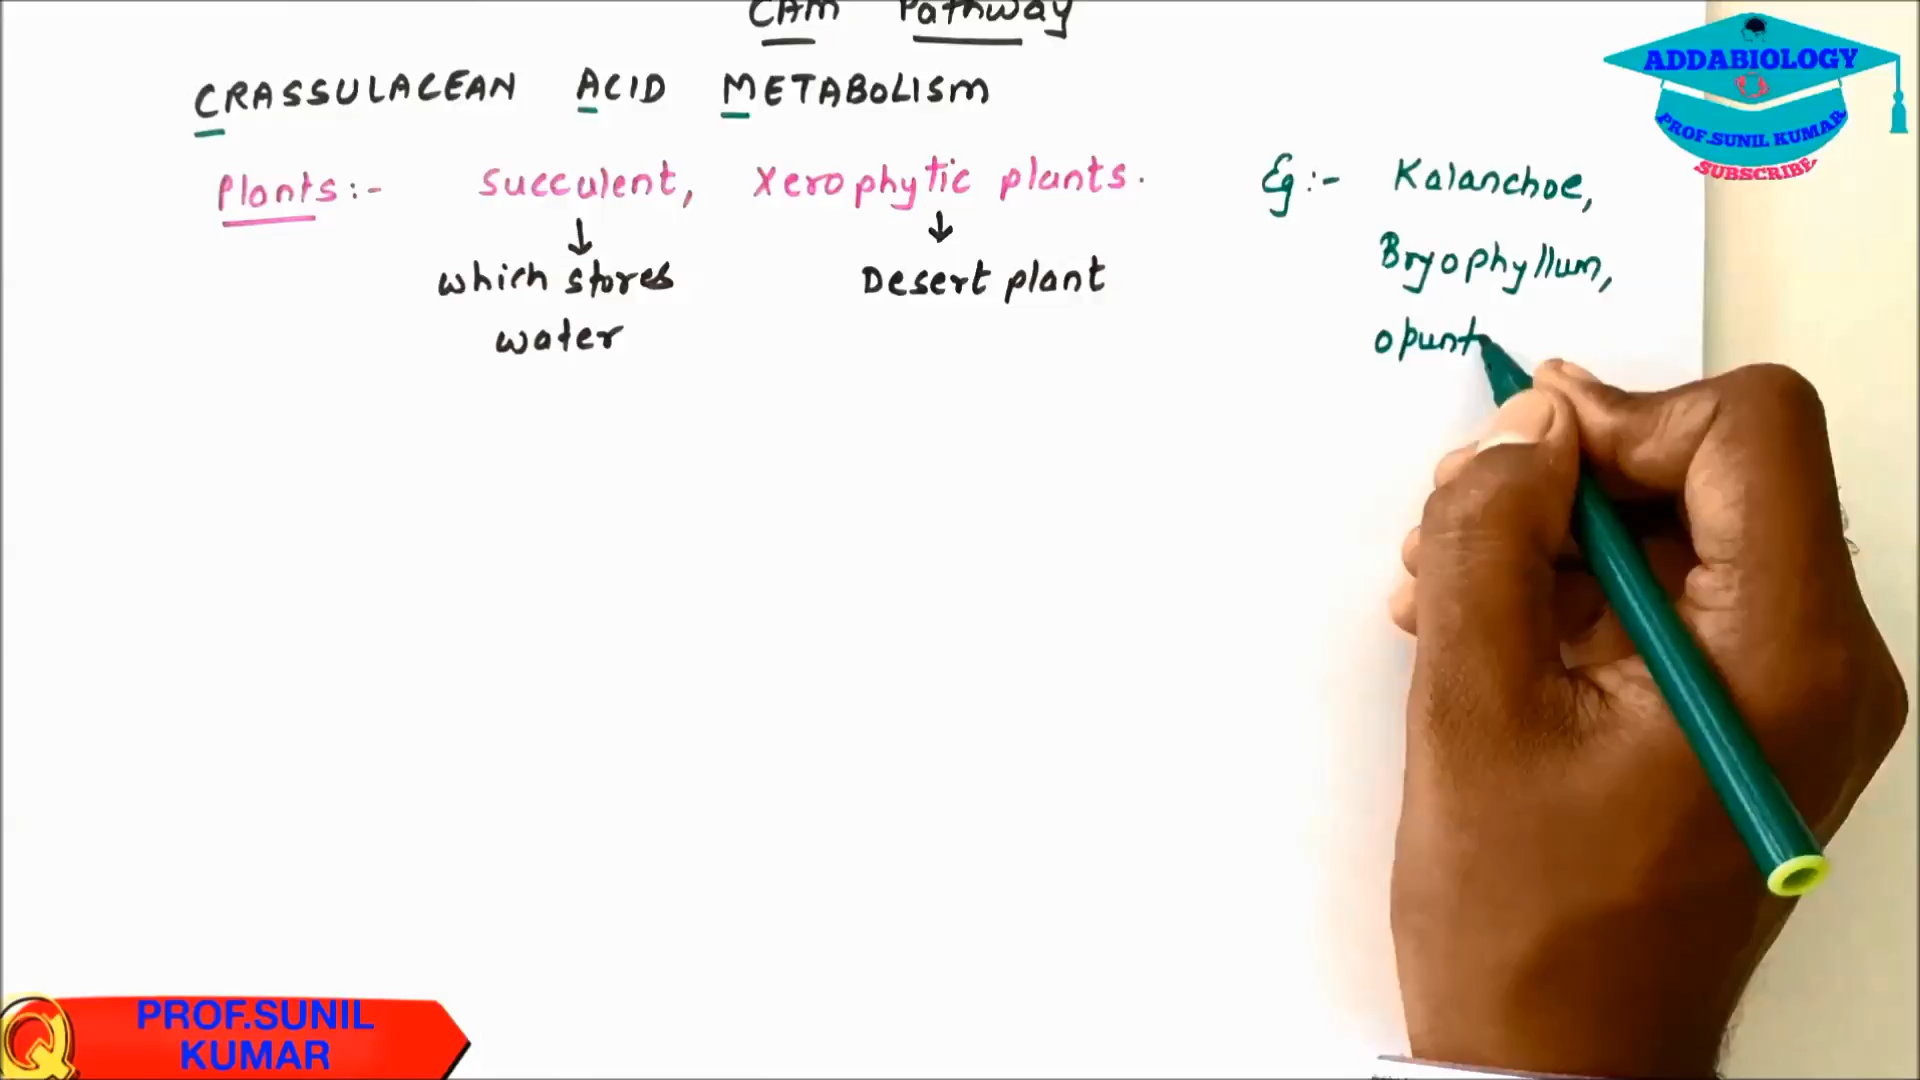 CAM Pathway
CRASSULACEAN ACID METABOLISM
Plants:- Succulent, Xerophytic plants.
Eg:- Kalanchoe,
which stores
water
Desert plant
Bryophyllum,
opunt
ADDABIOLOGY
PROF.SUNIL KUMAR
SUBSCRIBE
PROF.SUNIL
KUMAR